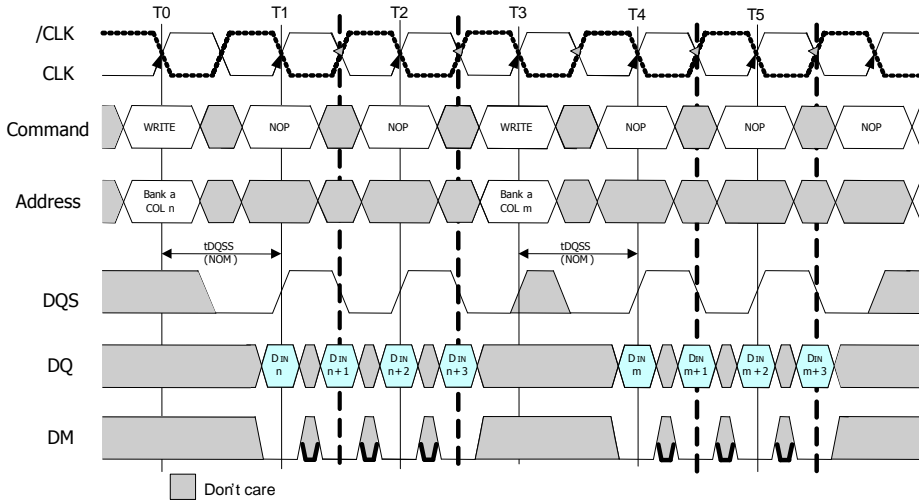 T0 T1 T2 T3 T4 T5
/CLK
CLK
Command WRITE NOP NOP WRITE NOP NOP NOP
Address Bank a COL n Bank a COL m
tDQSS (NOM) tDQSS (NOM)
DQS
DQ DIN n DIN n+1 DIN n+2 DIN n+3 DIN m DIN m+1 DIN m+2 DIN m+3
DM
Don't care